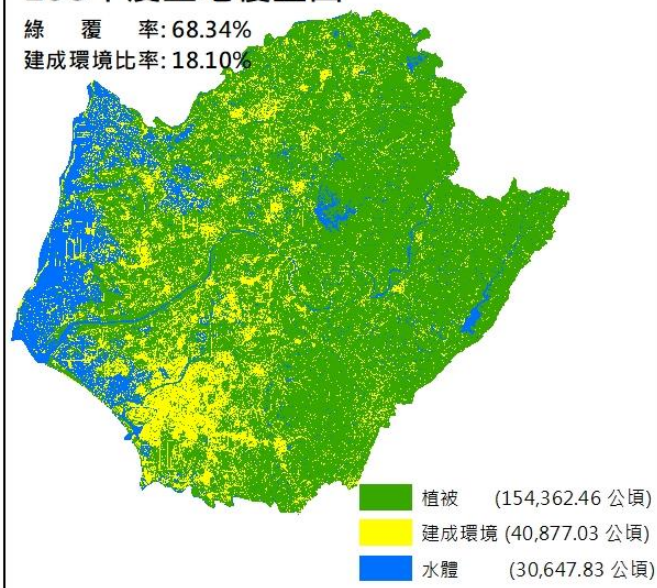 綠 覆 率: 68.34%
建成環境比率: 18.10%
植被 (154,362.46 公頃)
建成環境 (40,877.03 公頃)
水體 (30,647.83 公頃)